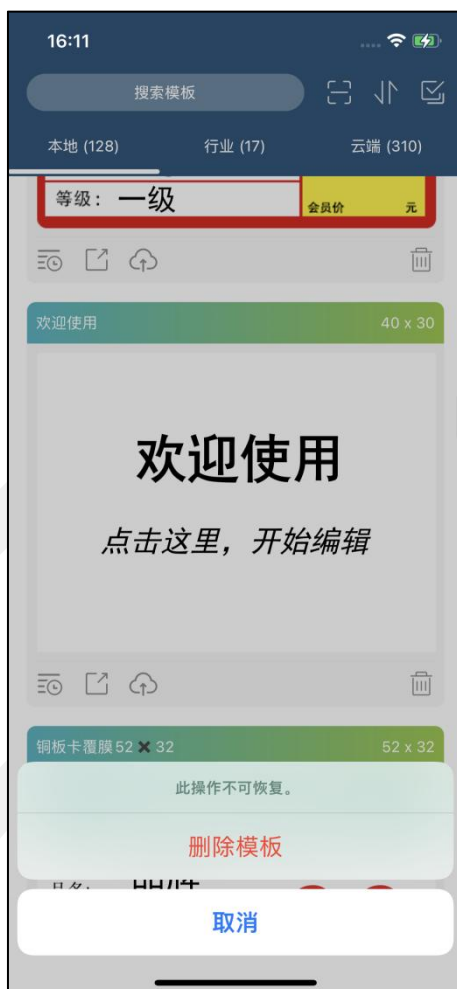 16:11
搜索模板
本地 (128) 行业 (17) 云端 (310)
等级: 一级
会员价 元
欢迎使用 40 x 30
欢迎使用
点击这里，开始编辑
铜板卡覆膜52 ✖ 32 52 x 32
此操作不可恢复。
删除模板
取消